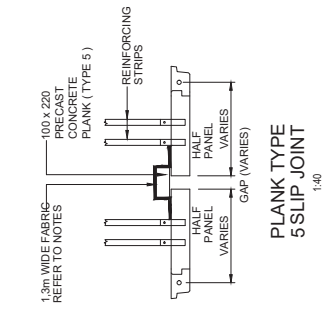 1,3m WIDE FABRIC
REFER TO NOTES
100 x 220
PRECAST
CONCRETE
PLANK ( TYPE 5 )
REINFORCING
STRIPS
HALF
PANEL
VARIES
HALF
PANEL
VARIES
GAP (VARIES)
PLANK TYPE
5 SLIP JOINT
1:40